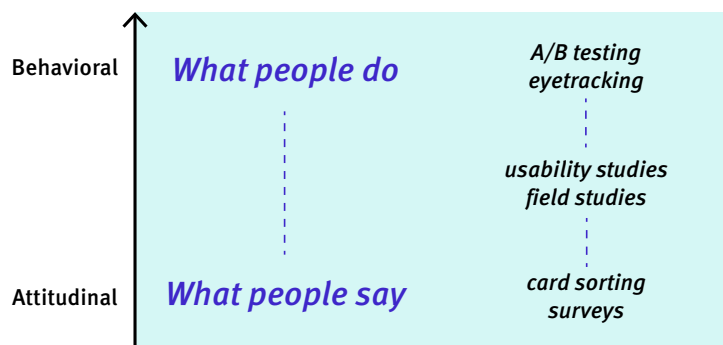 Behavioral
What people do
A/B testing
eyetracking
usability studies
field studies
Attitudinal
What people say
card sorting
surveys